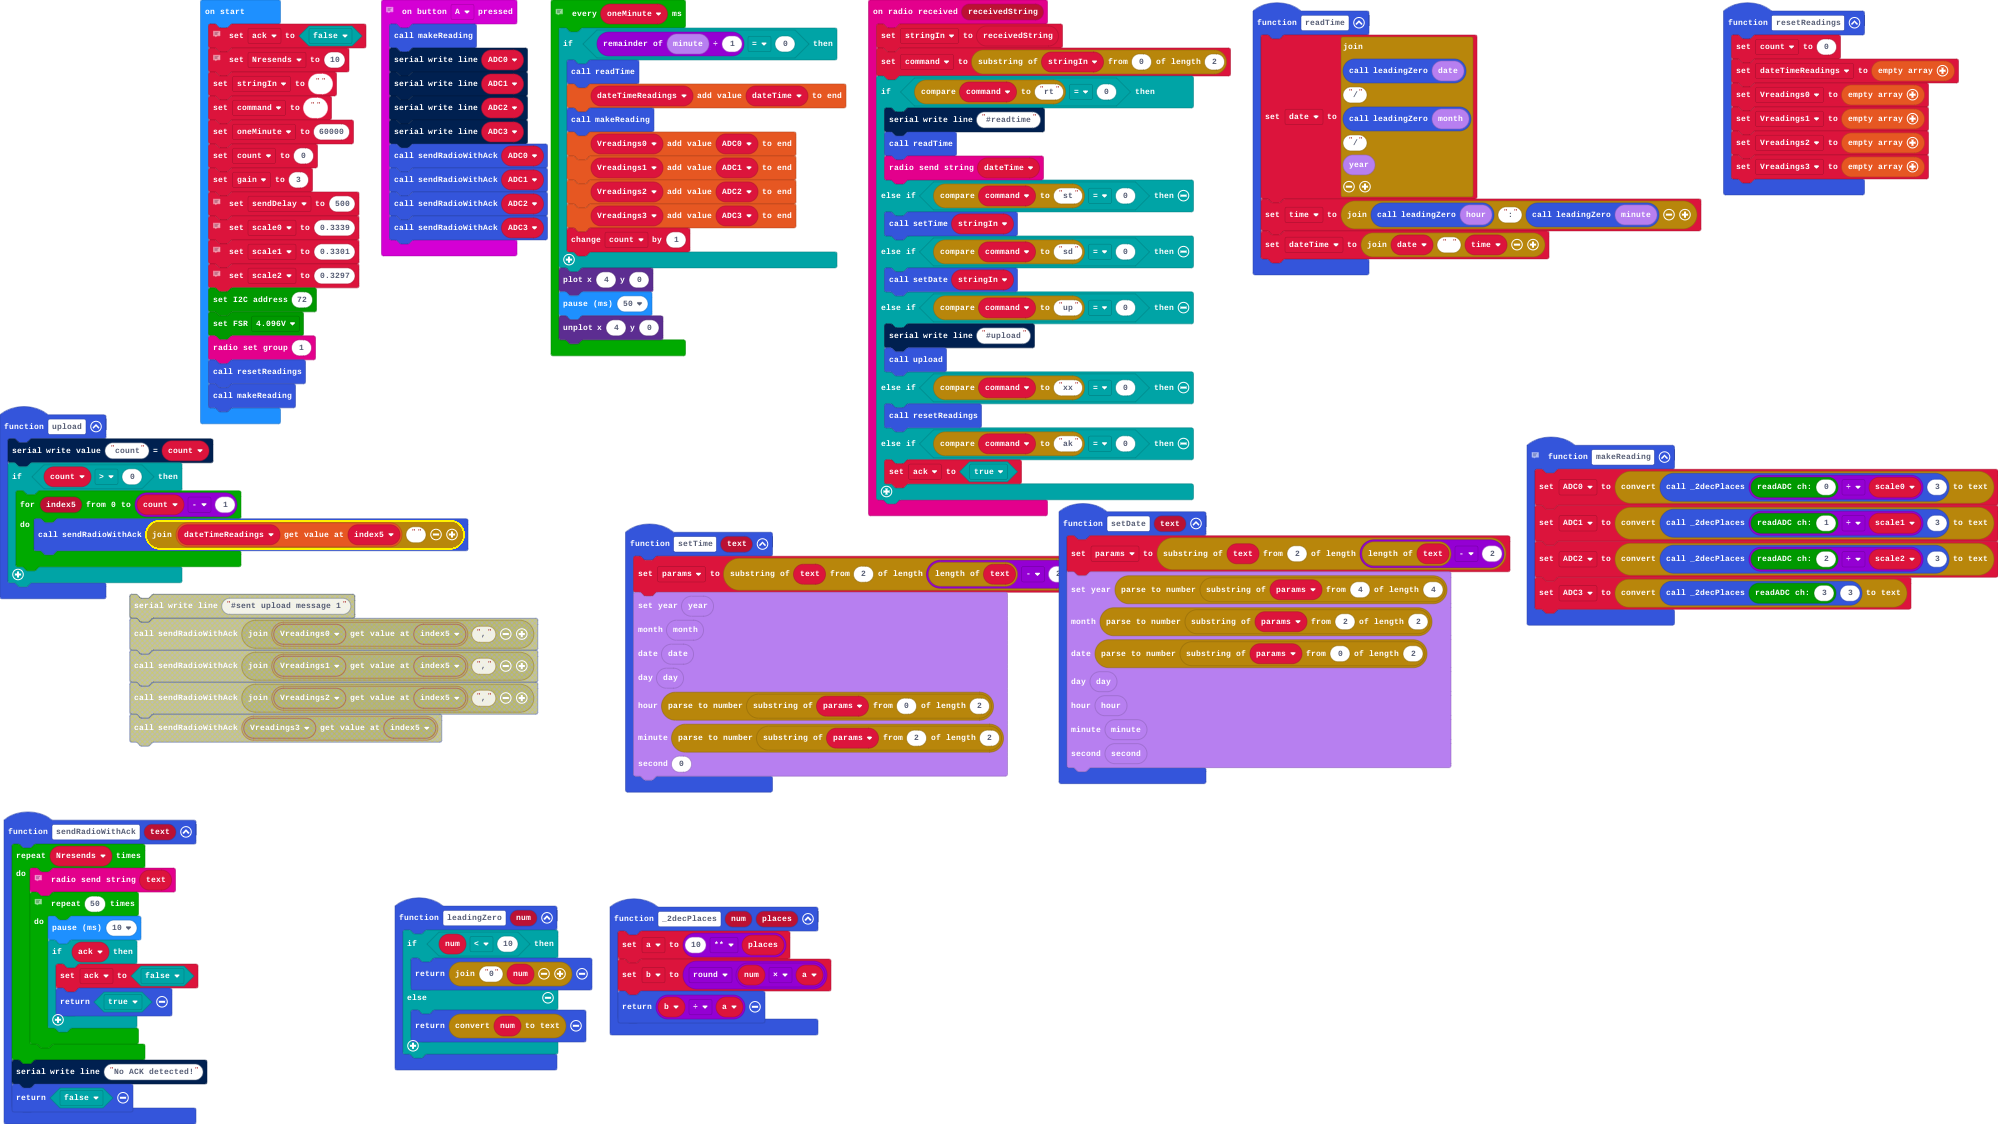 on start
set ack to false
set Nresends to 10
set stringIn to " "
set command to " "
set oneMinute to 60000
set count to 0
set gain to 3
set sendDelay to 500
set scale0 to 0.3339
set scale1 to 0.3301
set scale2 to 0.3297
set I2C address 72
set FSR 4.096V
radio set group 1
call resetReadings
call makeReading
on button A pressed
call makeReading
serial write line ADC0
serial write line ADC1
serial write line ADC2
serial write line ADC3
call sendRadioWithAck ADC0
call sendRadioWithAck ADC1
call sendRadioWithAck ADC2
call sendRadioWithAck ADC3
every oneMinute ms
if remainder of minute ÷ 1 = 0 then
call readTime
dateTimeReadings add value dateTime to end
call makeReading
Vreadings0 add value ADC0 to end
Vreadings1 add value ADC1 to end
Vreadings2 add value ADC2 to end
Vreadings3 add value ADC3 to end
change count by 1
plot x 4 y 0
pause (ms) 50
unplot x 4 y 0
on radio received receivedString
set stringIn to receivedString
set command to substring of stringIn from 0 of length 2
if compare command to "rt" = 0 then
serial write line "#readtime"
call readTime
radio send string dateTime
else if compare command to "st" = 0 then
call setTime stringIn
else if compare command to "sd" = 0 then
call setDate stringIn
else if compare command to "up" = 0 then
serial write line "#upload"
call upload
else if compare command to "xx" = 0 then
call resetReadings
else if compare command to "ak" = 0 then
set ack to true
function readTime
join
call leadingZero date
"/"
set date to call leadingZero month
"/"
year
set time to join call leadingZero hour ":" call leadingZero minute
set dateTime to join date " " time
function resetReadings
set count to 0
set dateTimeReadings to empty array
set Vreadings0 to empty array
set Vreadings1 to empty array
set Vreadings2 to empty array
set Vreadings3 to empty array
function upload
serial write value "count" = count
if count > 0 then
for index5 from 0 to count - 1
do call sendRadioWithAck join dateTimeReadings get value at index5 ""
serial write line "#sent upload message 1"
call sendRadioWithAck join Vreadings0 get value at index5 ","
call sendRadioWithAck join Vreadings1 get value at index5 ","
call sendRadioWithAck join Vreadings2 get value at index5 ","
call sendRadioWithAck Vreadings3 get value at index5
function setTime text
set params to substring of text from 2 of length length of text -
set year year
month month
date date
day day
hour parse to number substring of params from 0 of length 2
minute parse to number substring of params from 2 of length 2
second 0
function setDate text
set params to substring of text from 2 of length length of text - 2
set year parse to number substring of params from 4 of length 4
month parse to number substring of params from 2 of length 2
date parse to number substring of params from 0 of length 2
day day
hour hour
minute minute
second second
function makeReading
set ADC0 to convert call _2decPlaces readADC ch: 0 ÷ scale0 3 to text
set ADC1 to convert call _2decPlaces readADC ch: 1 ÷ scale1 3 to text
set ADC2 to convert call _2decPlaces readADC ch: 2 ÷ scale2 3 to text
set ADC3 to convert call _2decPlaces readADC ch: 3 3 to text
function sendRadioWithAck text
repeat Nresends times
do radio send string text
repeat 50 times
do pause (ms) 10
if ack then
set ack to false
return true
serial write line "No ACK detected!"
return false
function leadingZero num
if num < 10 then
return join "0" num
else
return convert num to text
function _2decPlaces num places
set a to 10 ** places
set b to round num × a
return b ÷ a